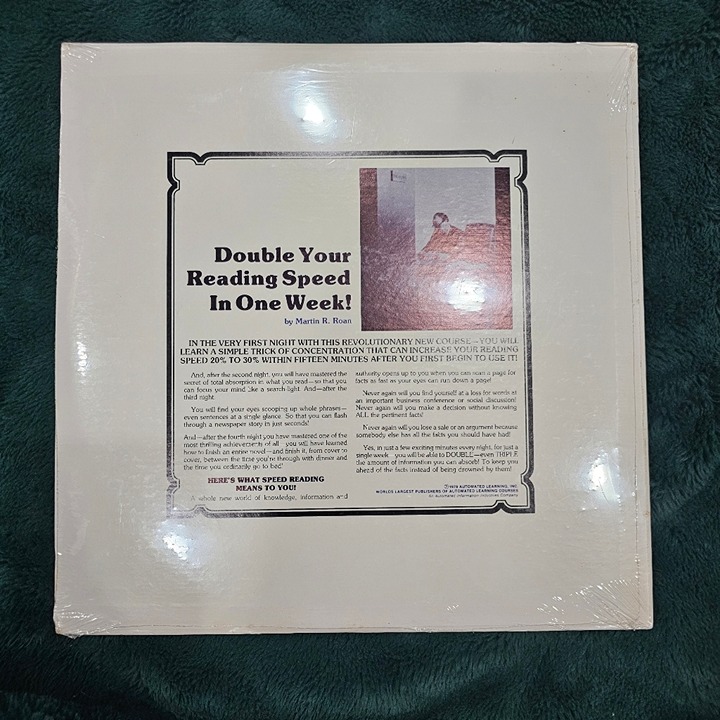 Double Your
Reading Speed
In One Week!
by Martin R. Roan
IN THE VERY FIRST NIGHT WITH THIS REVOLUTIONARY NEW COURSE—YOU WILL
LEARN A SIMPLE TRICK OF CONCENTRATION THAT CAN INCREASE YOUR READING
SPEED 20% TO 30% WITHIN FIFTEEN MINUTES AFTER YOU FIRST BEGIN TO USE IT!
And, after the second night, you will have mastered the
secret of total absorption in what you read—so that you
can focus your mind like a search-light. And—after the
third night.
You will find your eyes scooping up whole phrases—
even sentences at a single glance. So that you can flash
through a newspaper story in just seconds!
And—after the fourth night you have mastered one of the
most thrilling achievements of all—you will have learned
how to finish an entire novel—and finish it, from cover to
cover, between the time you're through with dinner and
the time you ordinarily go to bed!
HERE'S WHAT SPEED READING
MEANS TO YOU!
A whole new world of knowledge, information and
authority opens up to you when you can scan a page for
facts as fast as your eyes can run down a page!
Never again will you find yourself at a loss for words at
an important business conference or social discussion!
Never again will you make a decision without knowing
ALL the pertinent facts!
Never again will you lose a sale or an argument because
somebody else has all the facts you should have had!
Yes, in just a few exciting minutes every night, for just a
single week—you will be able to DOUBLE—even TRIPLE
the amount of information you can absorb! To keep you
ahead of the facts instead of being drowned by them!
©1979 AUTOMATED LEARNING, INC.
WORLDS LARGEST PUBLISHERS OF AUTOMATED LEARNING COURSES
An Automated Information Industries Company